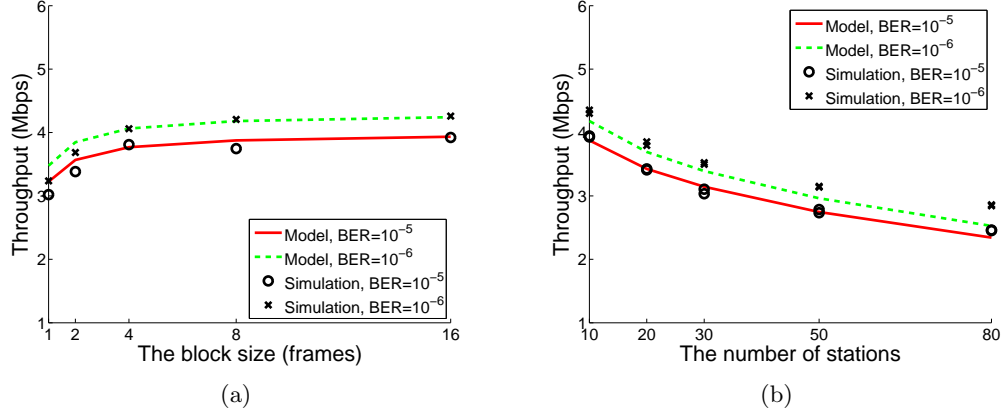 6
5
4
3
2
1
Throughput (Mbps)
1 2 4 8 16
The block size (frames)
Model, BER=10⁻⁵
Model, BER=10⁻⁶
Simulation, BER=10⁻⁵
Simulation, BER=10⁻⁶
(a)
6
5
4
3
2
1
Throughput (Mbps)
10 20 30 50 80
The number of stations
Model, BER=10⁻⁵
Model, BER=10⁻⁶
Simulation, BER=10⁻⁵
Simulation, BER=10⁻⁶
(b)